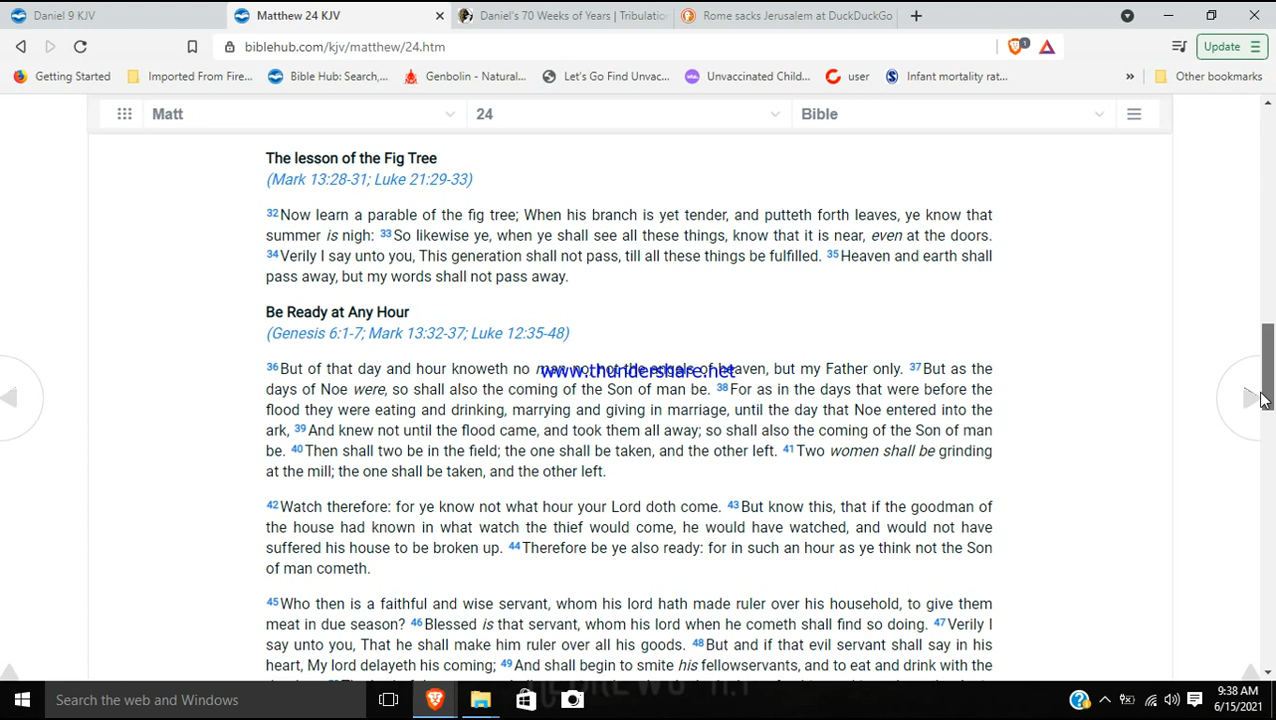 Daniel 9 KJV
Matthew 24 KJV
Daniel's 70 Weeks of Years | Tribulatio
Rome sacks Jerusalem at DuckDuckGo
biblehub.com/kjv/matthew/24.htm
1
Update
Getting Started
Imported From Fire...
Bible Hub: Search,...
Genbolin - Natural...
Let's Go Find Unvac...
Unvaccinated Child...
user
Infant mortality rat...
»
Other bookmarks
Matt
24
Bible
The lesson of the Fig Tree
(Mark 13:28-31; Luke 21:29-33)
32Now learn a parable of the fig tree; When his branch is yet tender, and putteth forth leaves, ye know that
summer is nigh: 33So likewise ye, when ye shall see all these things, know that it is near, even at the doors.
34Verily I say unto you, This generation shall not pass, till all these things be fulfilled. 35Heaven and earth shall
pass away, but my words shall not pass away.
Be Ready at Any Hour
(Genesis 6:1-7; Mark 13:32-37; Luke 12:35-48)
36But of that day and hour knoweth no man, no, not the angels of heaven, but my Father only. 37But as the
www.thundershare.net
days of Noe were, so shall also the coming of the Son of man be. 38For as in the days that were before the
flood they were eating and drinking, marrying and giving in marriage, until the day that Noe entered into the
ark, 39And knew not until the flood came, and took them all away; so shall also the coming of the Son of man
be. 40Then shall two be in the field; the one shall be taken, and the other left. 41Two women shall be grinding
at the mill; the one shall be taken, and the other left.
42Watch therefore: for ye know not what hour your Lord doth come. 43But know this, that if the goodman of
the house had known in what watch the thief would come, he would have watched, and would not have
suffered his house to be broken up. 44Therefore be ye also ready: for in such an hour as ye think not the Son
of man cometh.
45Who then is a faithful and wise servant, whom his lord hath made ruler over his household, to give them
meat in due season? 46Blessed is that servant, whom his lord when he cometh shall find so doing. 47Verily I
say unto you, That he shall make him ruler over all his goods. 48But and if that evil servant shall say in his
heart, My lord delayeth his coming; 49And shall begin to smite his fellowservants, and to eat and drink with the
Search the Web and Windows
9:38 AM
6/15/2021